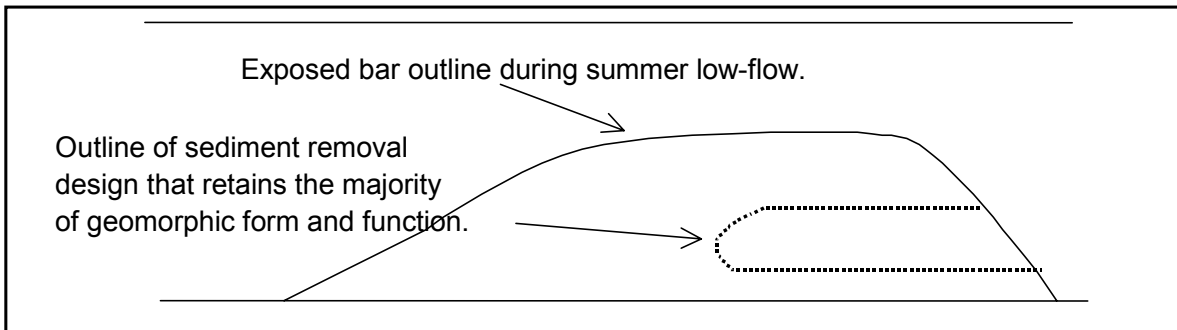 Exposed bar outline during summer low-flow.
Outline of sediment removal
design that retains the majority
of geomorphic form and function.